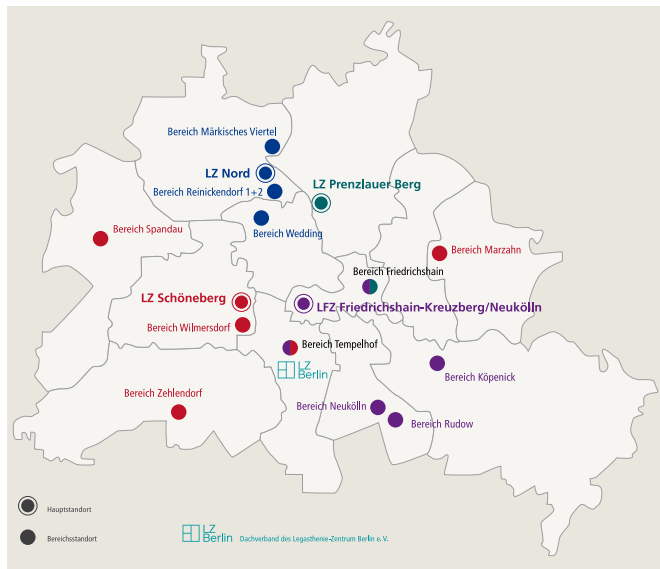 Bereich Märkisches Viertel
LZ Nord
LZ Prenzlauer Berg
Bereich Reinickendorf 1+2
Bereich Spandau
Bereich Wedding
Bereich Marzahn
Bereich Friedrichshain
LZ Schöneberg
LFZ Friedrichshain-Kreuzberg/Neukölln
Bereich Wilmersdorf
Bereich Tempelhof
LZ
Berlin
Bereich Köpenick
Bereich Zehlendorf
Bereich Neukölln
Bereich Rudow
Hauptstandort
Bereichsstandort
LZ
Berlin
Dachverband des Legasthenie-Zentrum Berlin e. V.